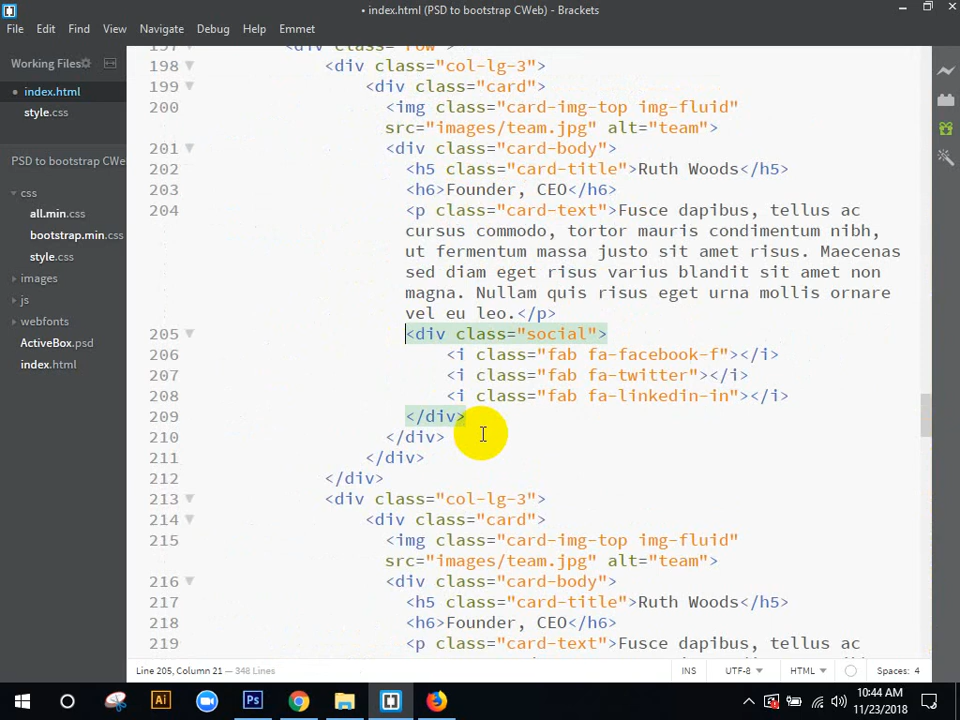 • index.html (PSD to bootstrap CWeb) - Brackets
File Edit Find View Navigate Debug Help Emmet
Working Files
• index.html
style.css
PSD to bootstrap CWe
css
all.min.css
bootstrap.min.css
style.css
images
js
webfonts
ActiveBox.psd
index.html
198 <div class="col-lg-3">
199 <div class="card">
200 <img class="card-img-top img-fluid"
src="images/team.jpg" alt="team">
201 <div class="card-body">
202 <h5 class="card-title">Ruth Woods</h5>
203 <h6>Founder, CEO</h6>
204 <p class="card-text">Fusce dapibus, tellus ac
cursus commodo, tortor mauris condimentum nibh,
ut fermentum massa justo sit amet risus. Maecenas
sed diam eget risus varius blandit sit amet non
magna. Nullam quis risus eget urna mollis ornare
vel eu leo.</p>
205 <div class="social">
206 <i class="fab fa-facebook-f"></i>
207 <i class="fab fa-twitter"></i>
208 <i class="fab fa-linkedin-in"></i>
209 </div>
210 </div>
211 </div>
212 </div>
213 <div class="col-lg-3">
214 <div class="card">
215 <img class="card-img-top img-fluid"
src="images/team.jpg" alt="team">
216 <div class="card-body">
217 <h5 class="card-title">Ruth Woods</h5>
218 <h6>Founder, CEO</h6>
219 <p class="card-text">Fusce dapibus, tellus ac
Line 205, Column 21 — 348 Lines
INS UTF-8 HTML Spaces: 4
Ai Ps
10:44 AM
11/23/2018